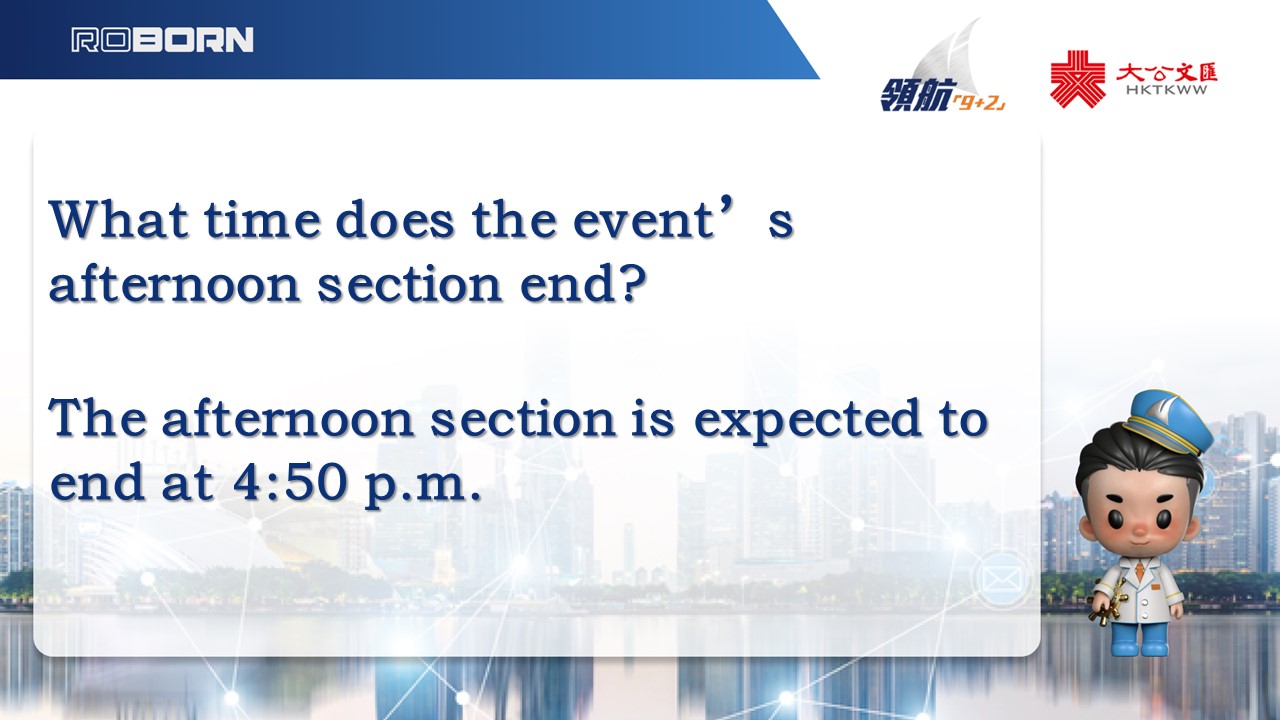 ROBORN
領航「9+2」
大公文匯
HKTKWW
What time does the event’s
afternoon section end?
The afternoon section is expected to
end at 4:50 p.m.